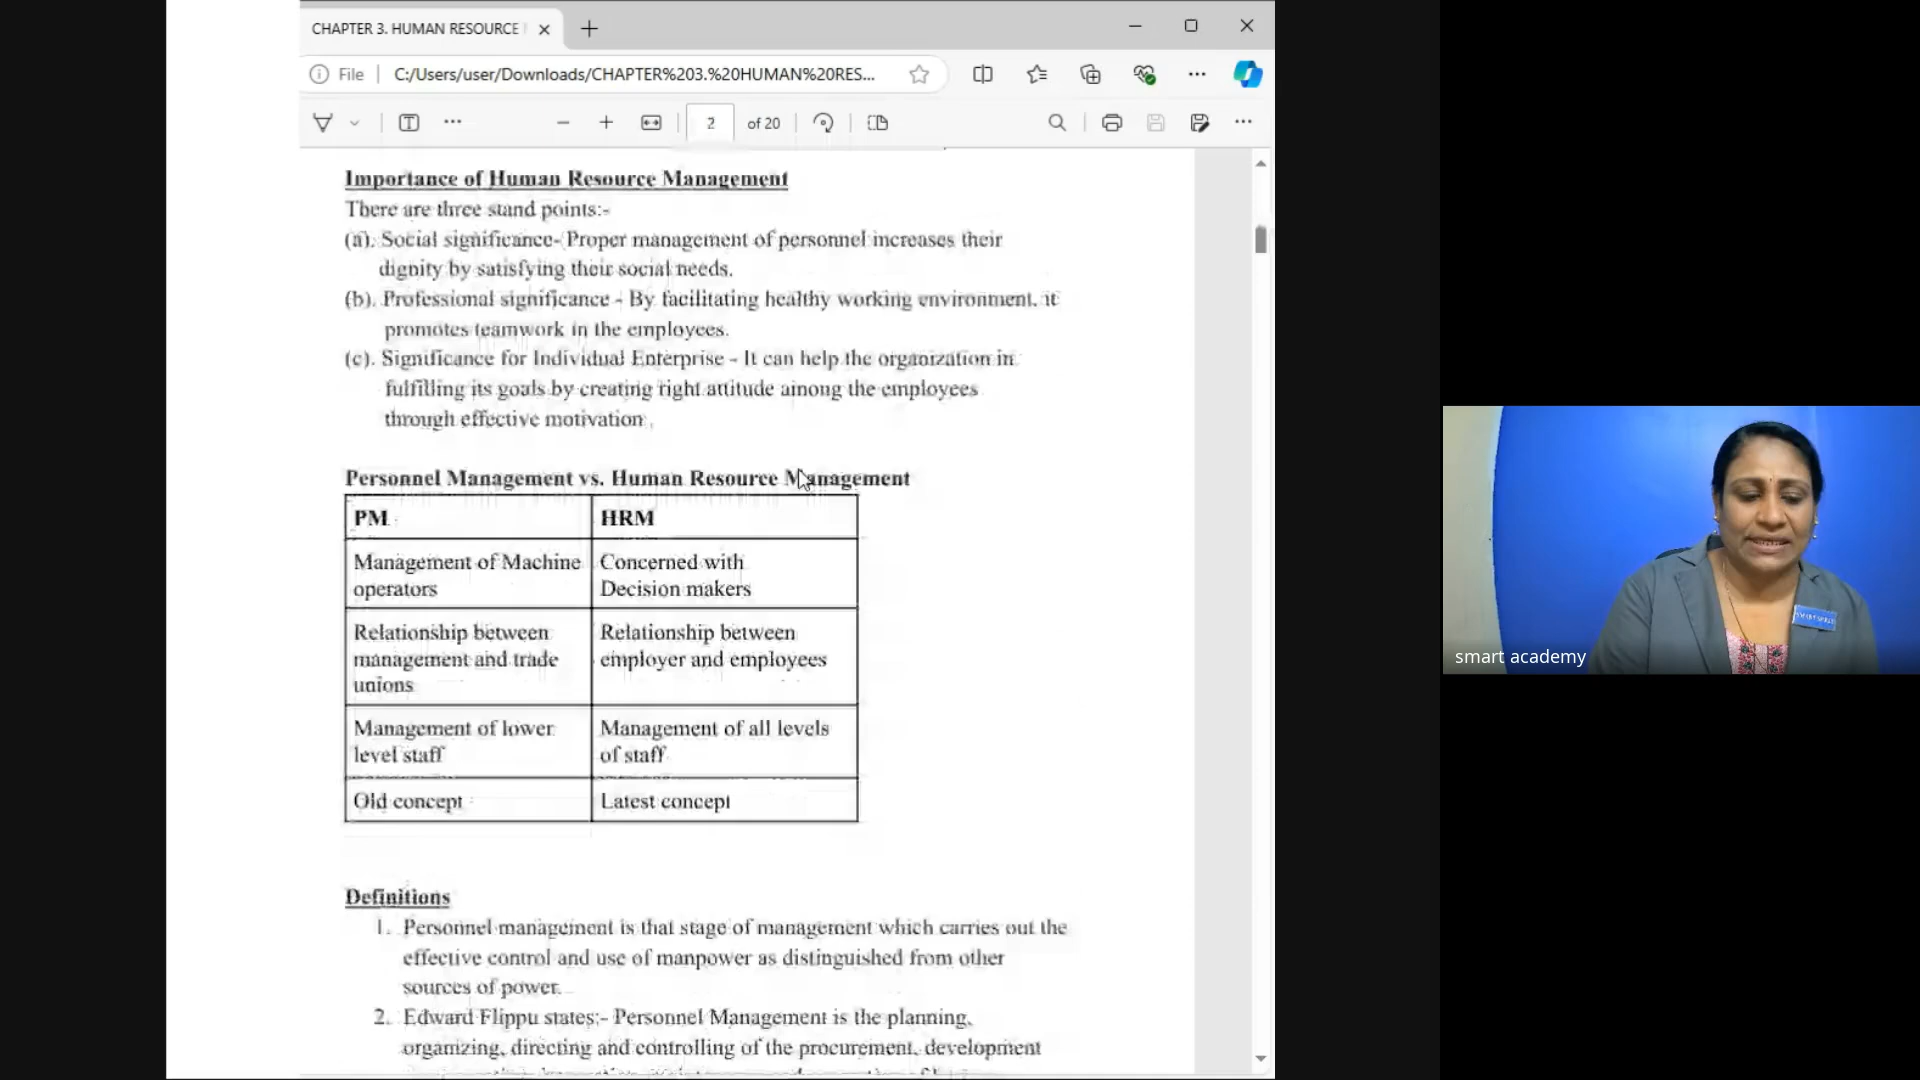 CHAPTER 3. HUMAN RESOURCE
File
C:/Users/user/Downloads/CHAPTER%203.%20HUMAN%20RES...
2 of 20
Importance of Human Resource Management
There are three stand points:-
(a). Social significance- Proper management of personnel increases their
dignity by satisfying their social needs.
(b). Professional significance - By facilitating healthy working environment, it
promotes teamwork in the employees.
(c). Significance for Individual Enterprise - It can help the organization in
fulfilling its goals by creating right attitude among the employees
through effective motivation.
Personnel Management vs. Human Resource Management
PM
HRM
Management of Machine
operators
Concerned with
Decision makers
Relationship between
management and trade
unions
Relationship between
employer and employees
Management of lower
level staff
Management of all levels
of staff
Old concept
Latest concept
Definitions
1. Personnel management is that stage of management which carries out the
effective control and use of manpower as distinguished from other
sources of power.
2. Edward Flippu states:- Personnel Management is the planning,
organizing, directing and controlling of the procurement, development
smart academy